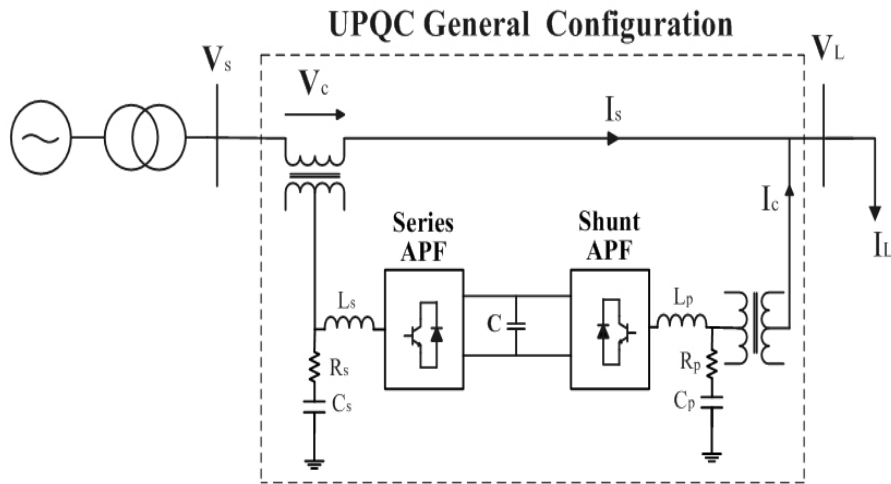 UPQC General Configuration
Vs
Vc
Is
VL
Ic
IL
Series
APF
Shunt
APF
Ls
C
Lp
Rs
Rp
Cs
Cp